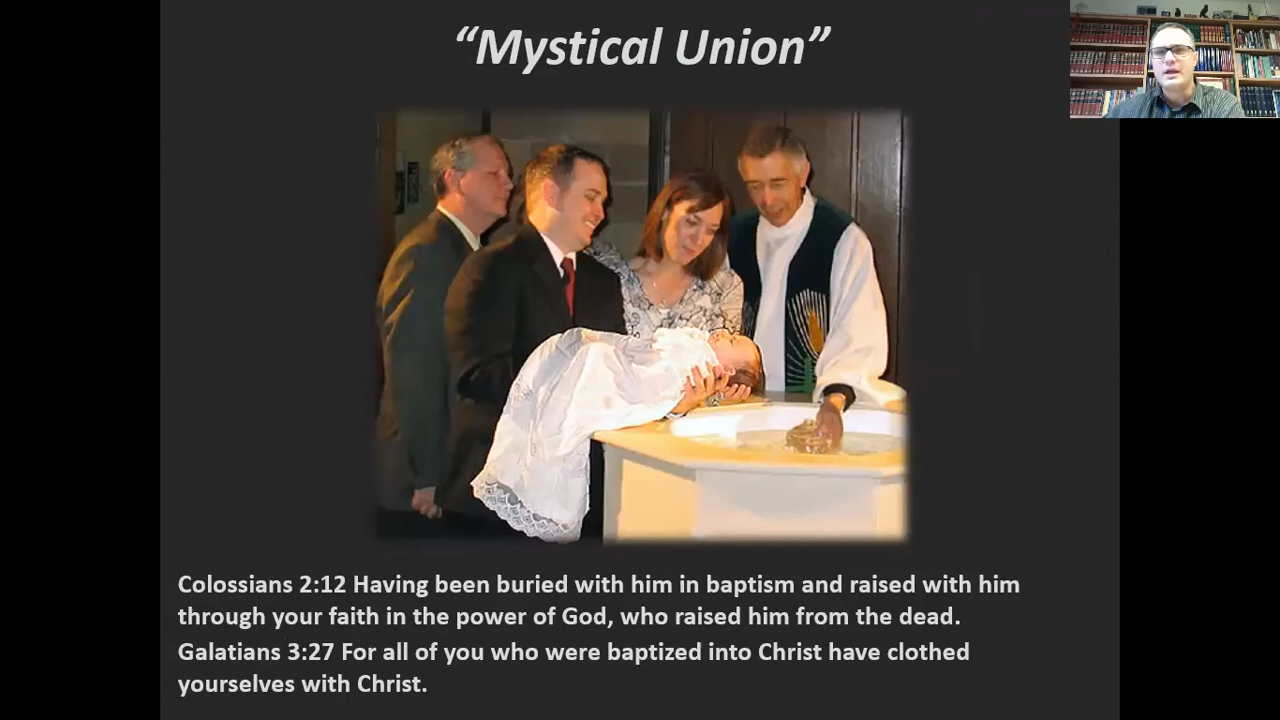 “Mystical Union”
Colossians 2:12 Having been buried with him in baptism and raised with him
through your faith in the power of God, who raised him from the dead.
Galatians 3:27 For all of you who were baptized into Christ have clothed
yourselves with Christ.